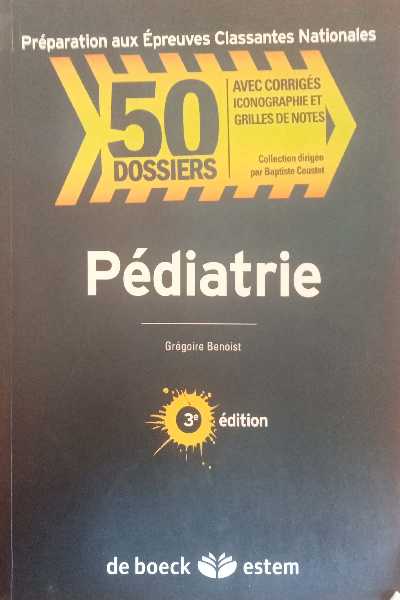 Préparation aux Épreuves Classantes Nationales
50
DOSSIERS
AVEC CORRIGÉS
ICONOGRAPHIE ET
GRILLES DE NOTES
Collection dirigée
par Baptiste Coustet
Pédiatrie
Grégoire Benoist
3e édition
de boeck estem